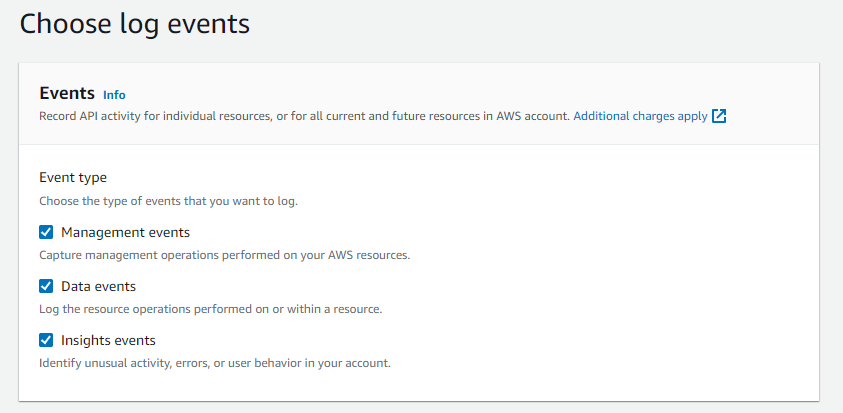 Choose log events
Events Info
Record API activity for individual resources, or for all current and future resources in AWS account. Additional charges apply
Event type
Choose the type of events that you want to log.
Management events
Capture management operations performed on your AWS resources.
Data events
Log the resource operations performed on or within a resource.
Insights events
Identify unusual activity, errors, or user behavior in your account.